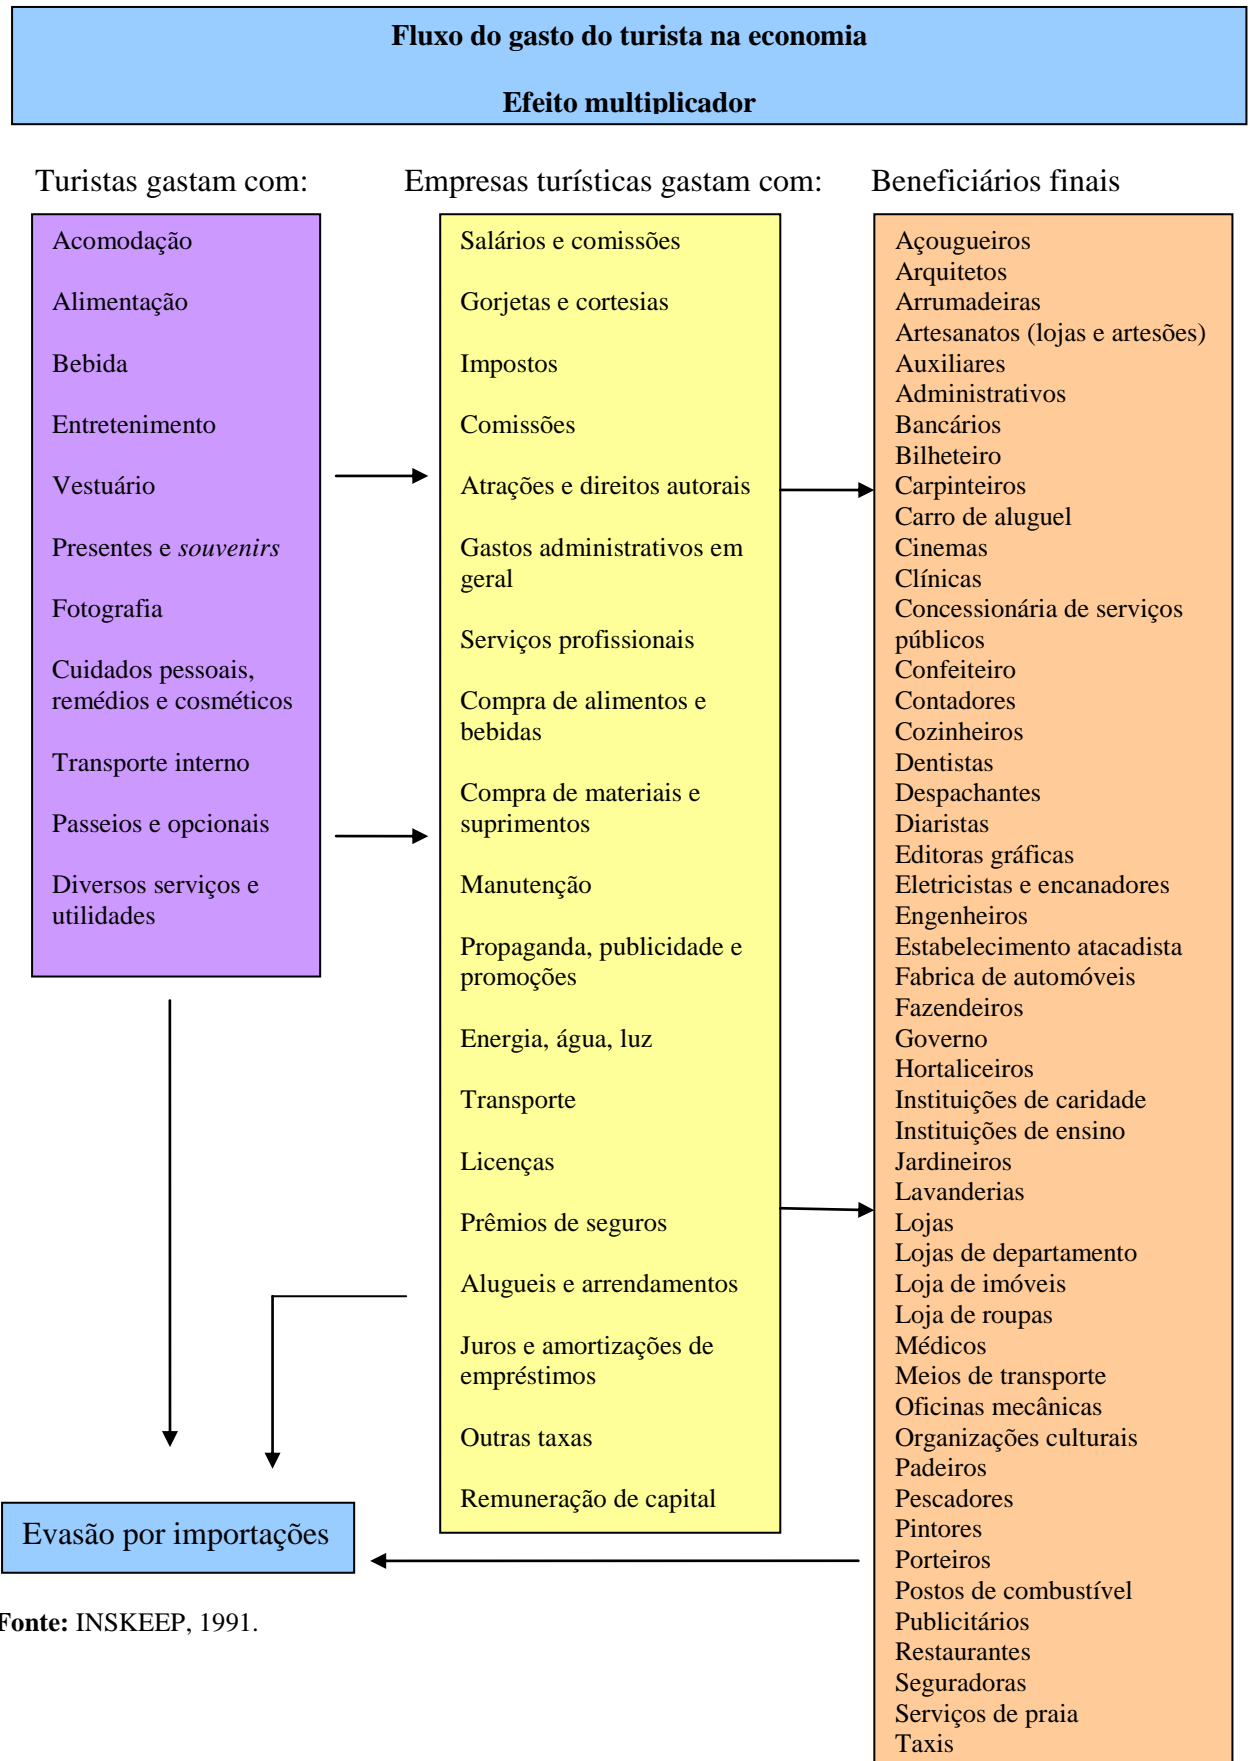 Fluxo do gasto do turista na economia
Efeito multiplicador
Turistas gastam com:
Acomodação
Alimentação
Bebida
Entretenimento
Vestuário
Presentes e souvenirs
Fotografia
Cuidados pessoais,
remédios e cosméticos
Transporte interno
Passeios e opcionais
Diversos serviços e
utilidades
Empresas turísticas gastam com:
Salários e comissões
Gorjetas e cortesias
Impostos
Comissões
Atrações e direitos autorais
Gastos administrativos em
geral
Serviços profissionais
Compra de alimentos e
bebidas
Compra de materiais e
suprimentos
Manutenção
Propaganda, publicidade e
promoções
Energia, água, luz
Transporte
Licenças
Prêmios de seguros
Alugueis e arrendamentos
Juros e amortizações de
empréstimos
Outras taxas
Remuneração de capital
Beneficiários finais
Açougueiros
Arquitetos
Arrumadeiras
Artesanatos (lojas e artesões)
Auxiliares
Administrativos
Bancários
Bilheteiro
Carpinteiros
Carro de aluguel
Cinemas
Clínicas
Concessionária de serviços
públicos
Confeiteiro
Contadores
Cozinheiros
Dentistas
Despachantes
Diaristas
Editoras gráficas
Eletricistas e encanadores
Engenheiros
Estabelecimento atacadista
Fabrica de automóveis
Fazendeiros
Governo
Hortaliceiros
Instituições de caridade
Instituições de ensino
Jardineiros
Lavanderias
Lojas
Lojas de departamento
Loja de imóveis
Loja de roupas
Médicos
Meios de transporte
Oficinas mecânicas
Organizações culturais
Padeiros
Pescadores
Pintores
Porteiros
Postos de combustível
Publicitários
Restaurantes
Seguradoras
Serviços de praia
Taxis
Evasão por importações
Fonte: INSKEEP, 1991.